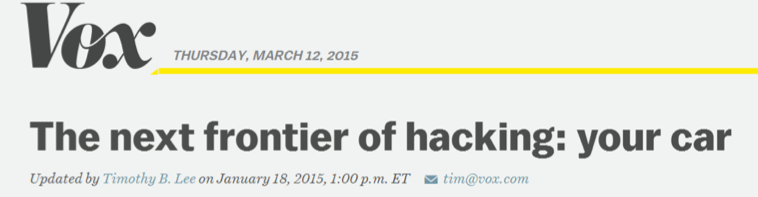 Vox THURSDAY, MARCH 12, 2015
The next frontier of hacking: your car
Updated by Timothy B. Lee on January 18, 2015, 1:00 p.m. ET tim@vox.com